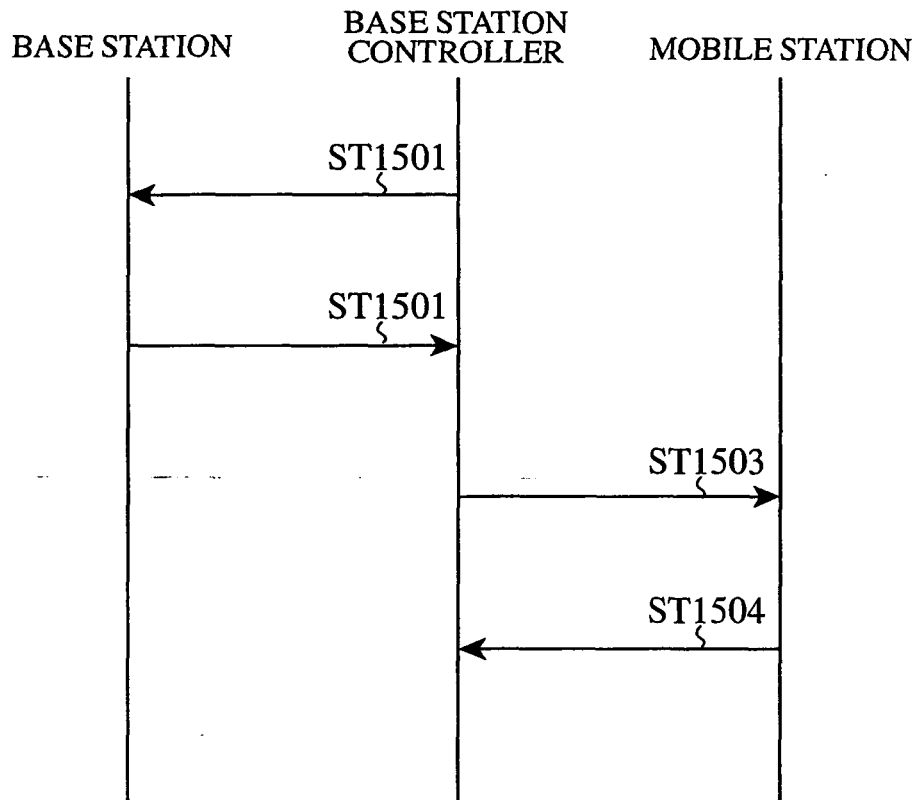 BASE STATION
BASE STATION
CONTROLLER
MOBILE STATION
ST1501
ST1501
ST1503
ST1504